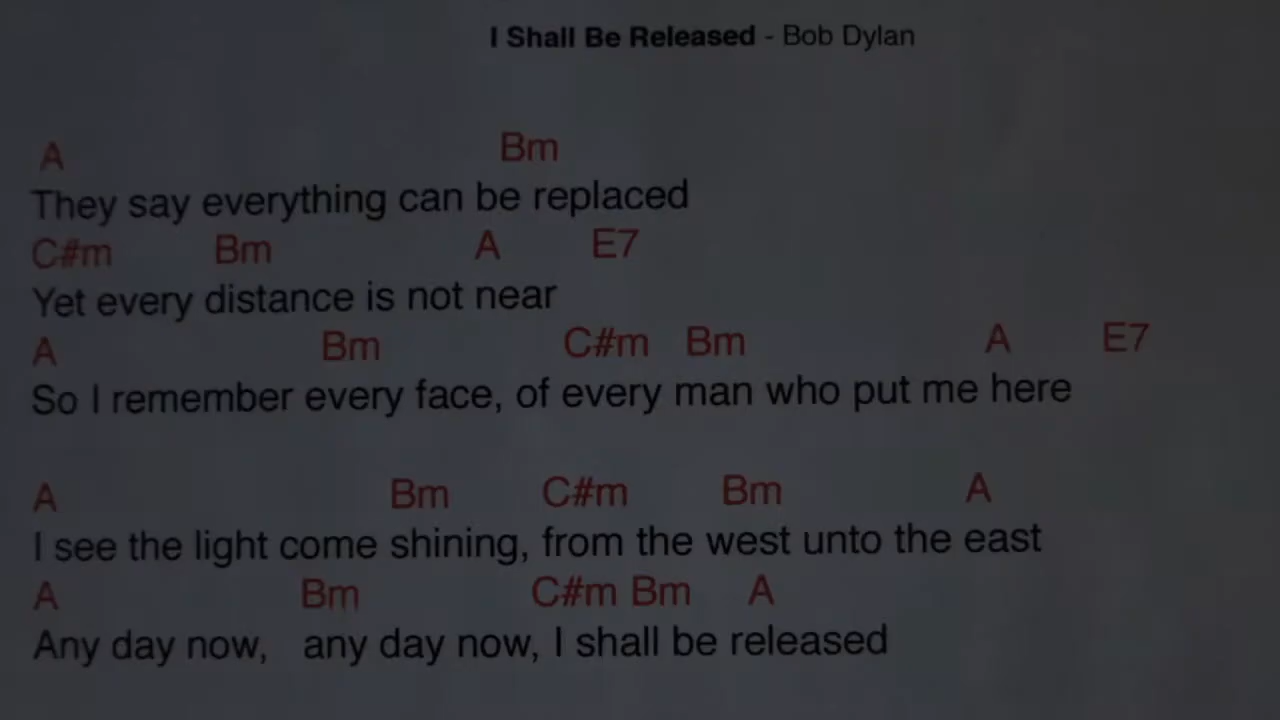 I Shall Be Released - Bob Dylan
A Bm
They say everything can be replaced
C#m Bm A E7
Yet every distance is not near
A Bm C#m Bm A E7
So I remember every face, of every man who put me here
A Bm C#m Bm A
I see the light come shining, from the west unto the east
A Bm C#m Bm A
Any day now, any day now, I shall be released